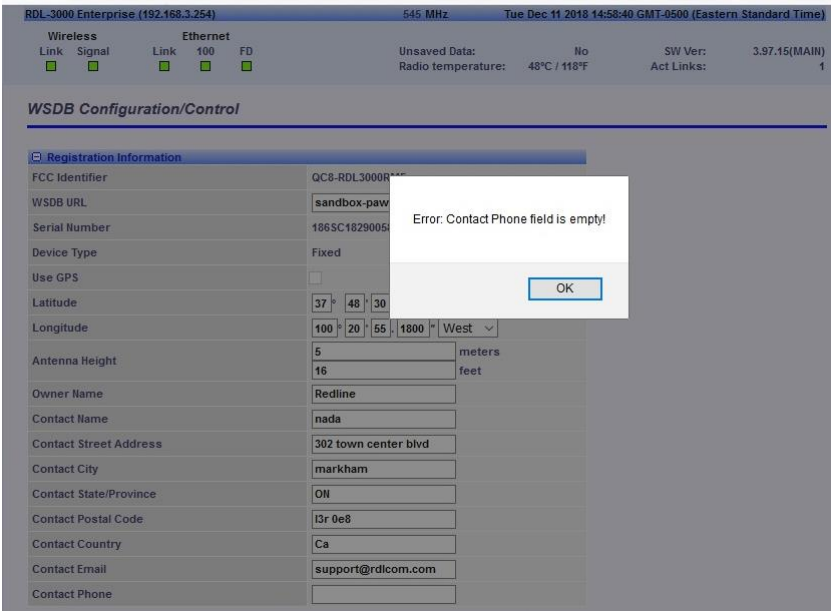 RDL-3000 Enterprise (192.168.3.254) 545 MHz Tue Dec 11 2018 14:58:40 GMT-0500 (Eastern Standard Time)
Wireless Ethernet
Link Signal Link 100 FD Unsaved Data: No SW Ver: 3.97.15(MAIN)
Radio temperature: 48°C / 118°F Act Links: 1
WSDB Configuration/Control
Registration Information
FCC Identifier QC8-RDL3000
WSDB URL sandbox-paw
Serial Number 186SC1829005
Error: Contact Phone field is empty!
Device Type Fixed
Use GPS
OK
Latitude 37 ° 48 ' 30
Longitude 100 ° 20 ' 55 . 1800 " West
Antenna Height
5 meters
16 feet
Owner Name Redline
Contact Name nada
Contact Street Address 302 town center blvd
Contact City markham
Contact State/Province ON
Contact Postal Code l3r 0e8
Contact Country Ca
Contact Email support@rdlcom.com
Contact Phone